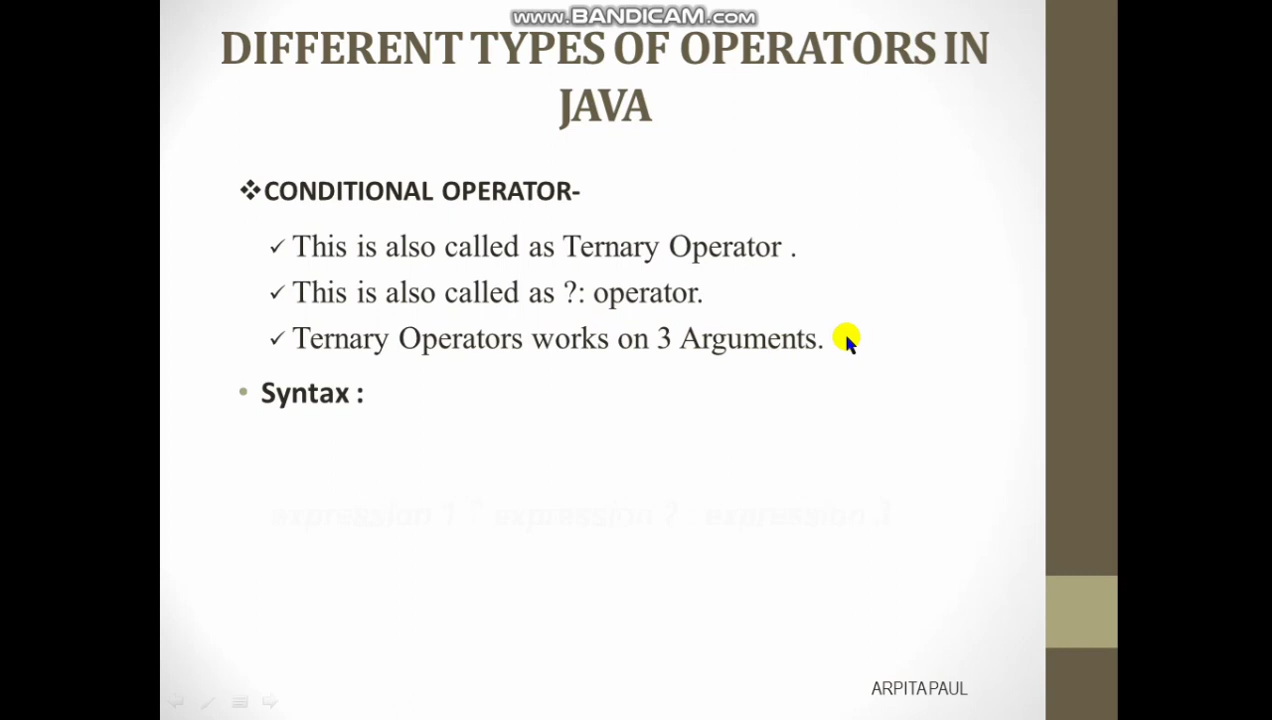 www.BANDICAM.com
DIFFERENT TYPES OF OPERATORS IN
JAVA
❖CONDITIONAL OPERATOR-
✓ This is also called as Ternary Operator .
✓ This is also called as ?: operator.
✓ Ternary Operators works on 3 Arguments.
• Syntax :
expression 1 ? expression 2 : expression 3
ARPITA PAUL